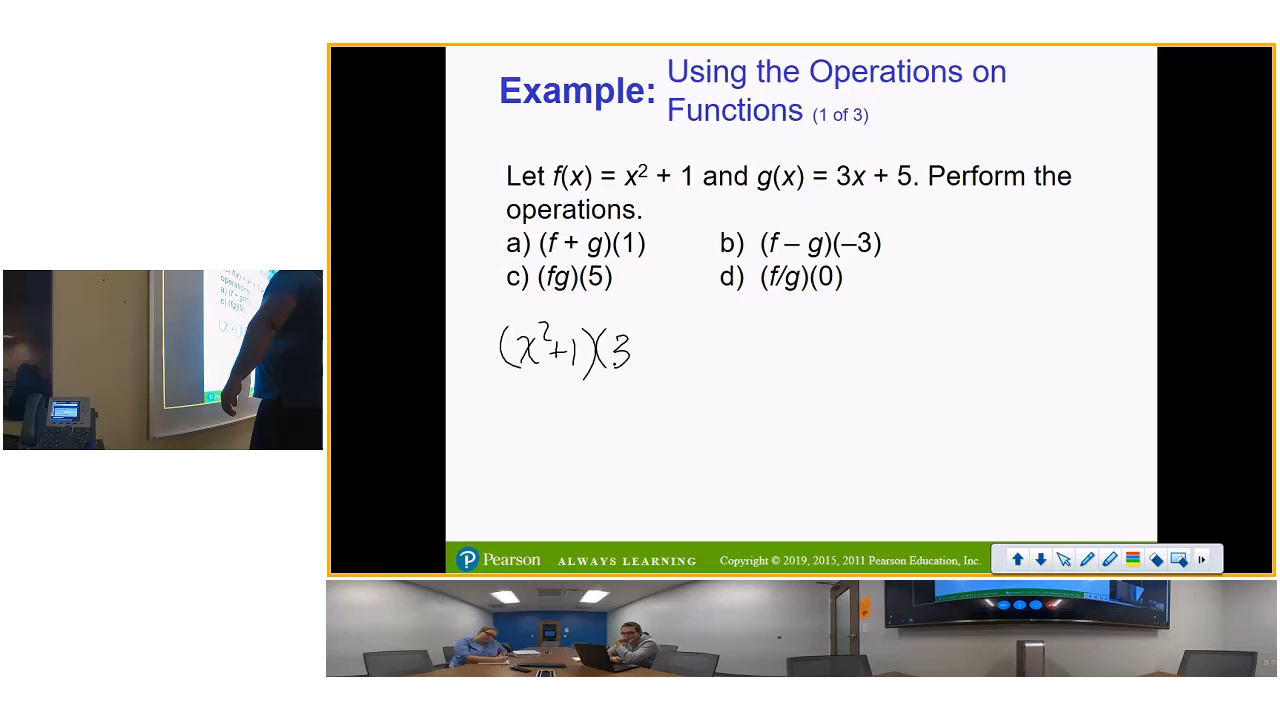 Example: Using the Operations on
Functions (1 of 3)
Let f(x) = x² + 1 and g(x) = 3x + 5. Perform the
operations.
a) (f + g)(1) b) (f – g)(–3)
c) (fg)(5) d) (f/g)(0)
(x²+1)(3
Pearson ALWAYS LEARNING Copyright © 2019, 2015, 2011 Pearson Education, Inc.